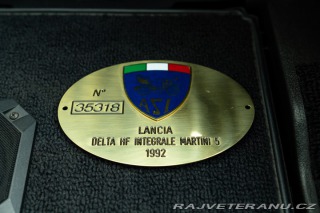 N°
35318
LANCIA
DELTA HF INTEGRALE MARTINI 5
1992
RAJVETERANU.CZ